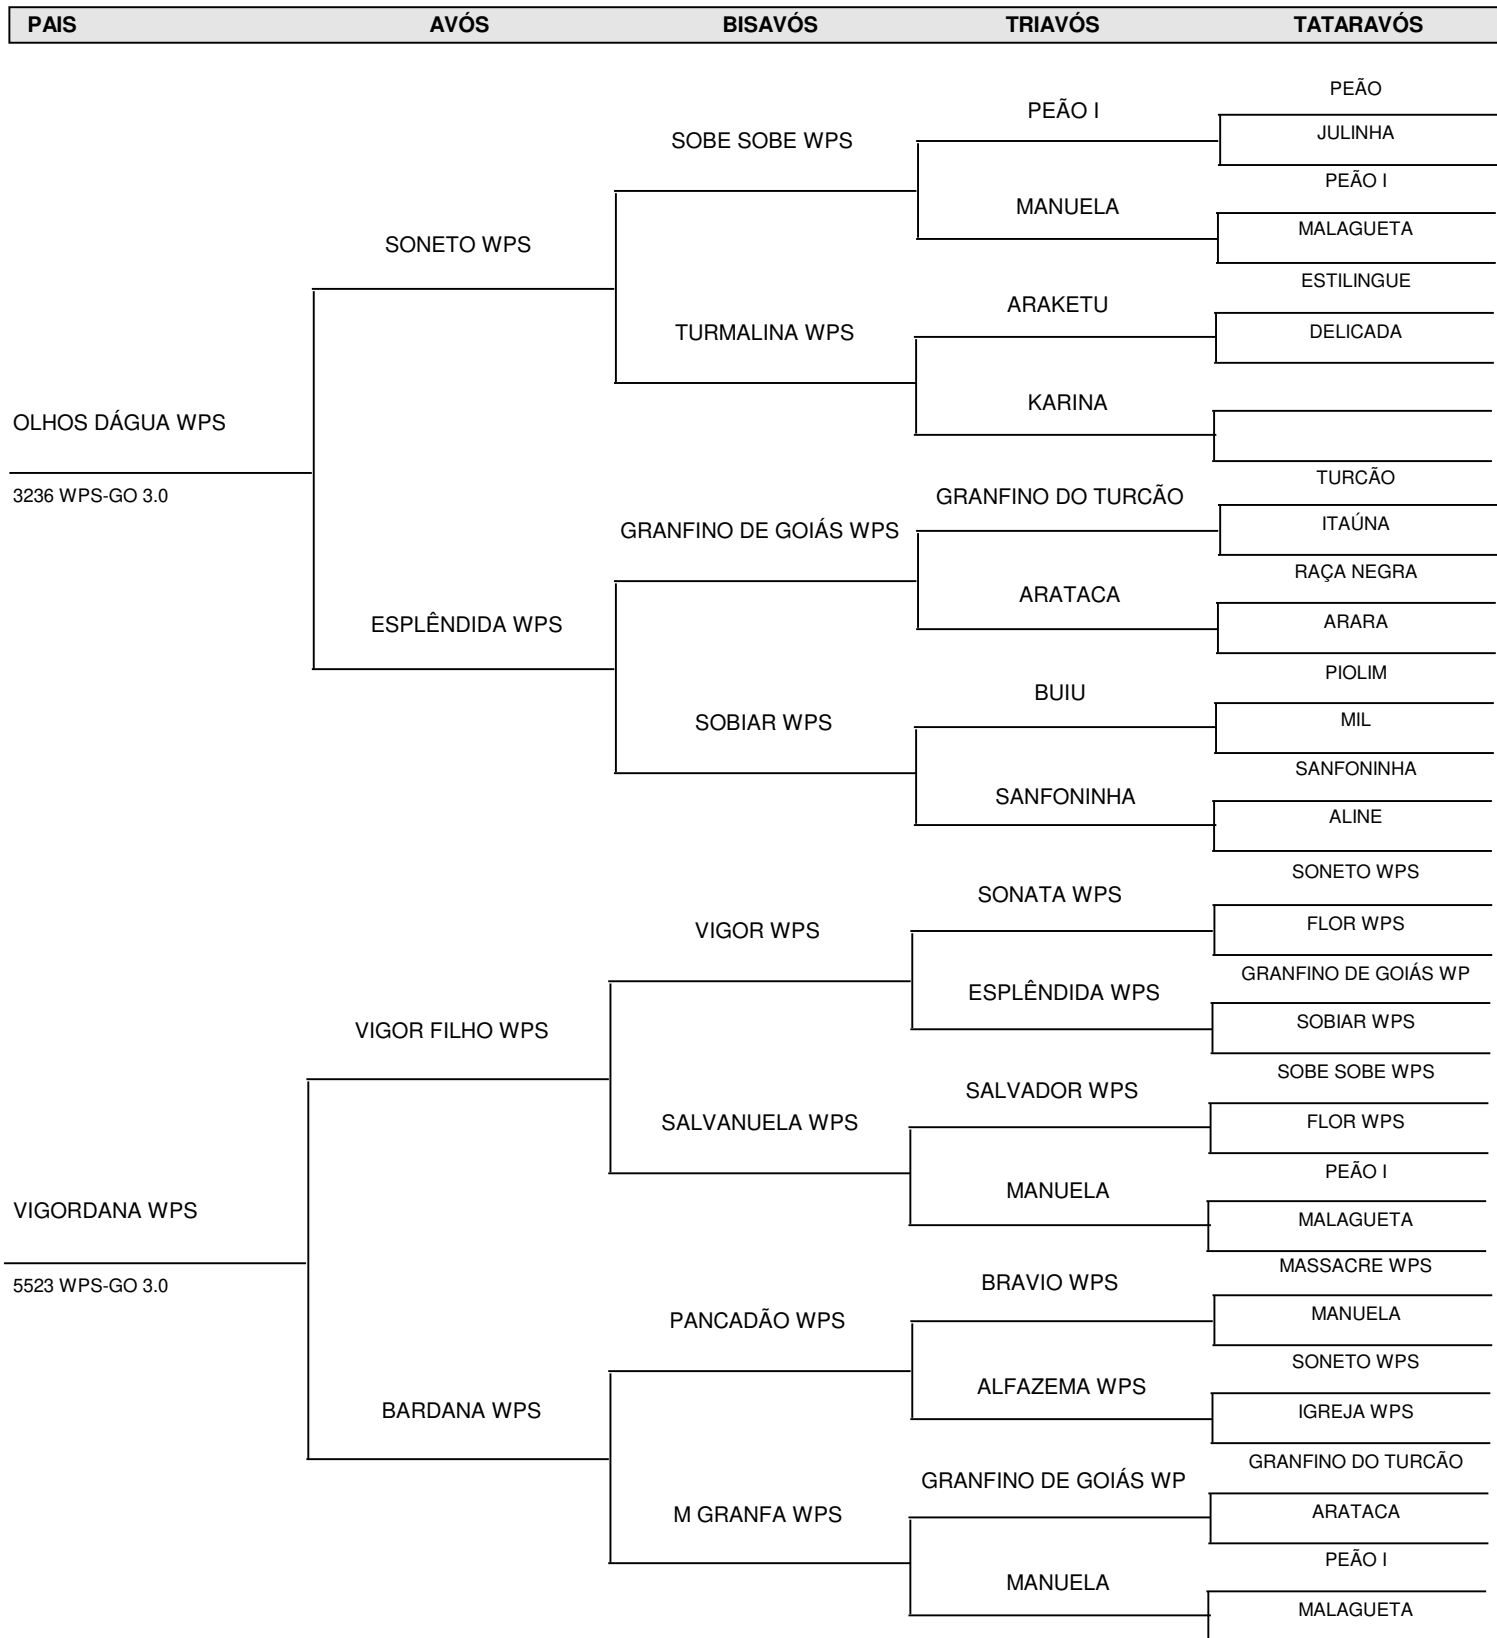 PAIS AVÓS BISAVÓS TRIAVÓS TATARAVÓS
PEÃO
PEÃO I
JULINHA
SOBE SOBE WPS
PEÃO I
MANUELA
MALAGUETA
SONETO WPS
ESTILINGUE
ARAKETU
DELICADA
TURMALINA WPS
KARINA
OLHOS DÁGUA WPS
3236 WPS-GO 3.0
TURCÃO
GRANFINO DO TURCÃO
ITAÚNA
GRANFINO DE GOIÁS WPS
RAÇA NEGRA
ARATACA
ARARA
ESPLÊNDIDA WPS
PIOLIM
BUIU
MIL
SOBIAR WPS
SANFONINHA
SANFONINHA
ALINE
SONETO WPS
SONATA WPS
FLOR WPS
VIGOR WPS
GRANFINO DE GOIÁS WP
ESPLÊNDIDA WPS
SOBIAR WPS
VIGOR FILHO WPS
SOBE SOBE WPS
SALVADOR WPS
FLOR WPS
SALVANUELA WPS
PEÃO I
MANUELA
MALAGUETA
VIGORDANA WPS
5523 WPS-GO 3.0
MASSACRE WPS
BRAVIO WPS
MANUELA
PANCADÃO WPS
SONETO WPS
ALFAZEMA WPS
IGREJA WPS
BARDANA WPS
GRANFINO DO TURCÃO
GRANFINO DE GOIÁS WP
ARATACA
M GRANFA WPS
PEÃO I
MANUELA
MALAGUETA